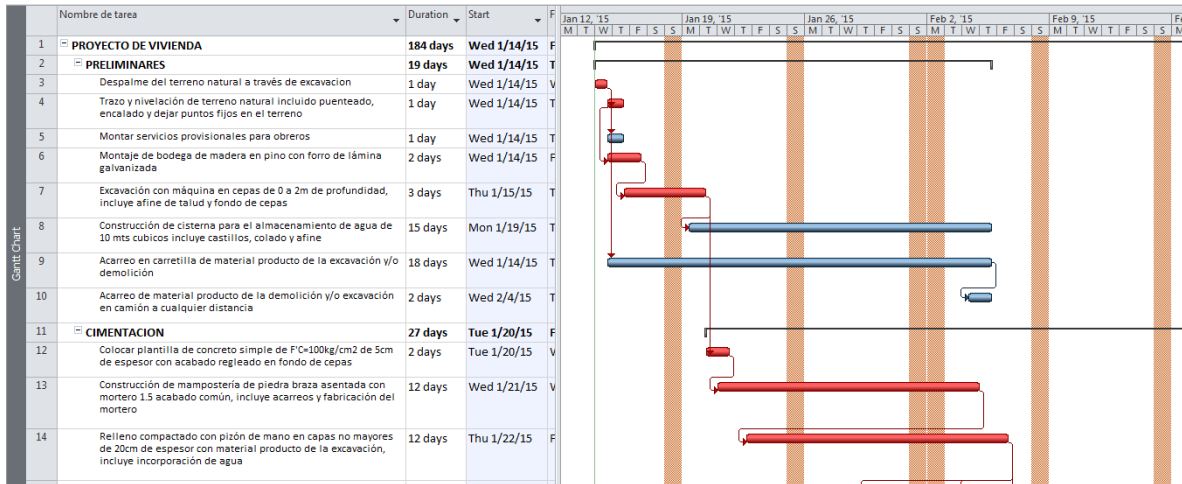 Nombre de tarea Duration Start F Jan 12, '15 Jan 19, '15 Jan 26, '15 Feb 2, '15 Feb 9, '15 Fe
M T W T F S S M T W T F S S M T W T F S S M T W T F S S M T W T F S S M
1 PROYECTO DE VIVIENDA 184 days Wed 1/14/15 F
2 PRELIMINARES 19 days Wed 1/14/15 T
3 Despalme del terreno natural a través de excavacion 1 day Wed 1/14/15 V
4 Trazo y nivelación de terreno natural incluido puenteado, 1 day Wed 1/14/15 T
encalado y dejar puntos fijos en el terreno
5 Montar servicios provisionales para obreros 1 day Wed 1/14/15 T
6 Montaje de bodega de madera en pino con forro de lámina 2 days Wed 1/14/15 F
galvanizada
7 Excavación con máquina en cepas de 0 a 2m de profundidad, 3 days Thu 1/15/15 T
incluye afine de talud y fondo de cepas
8 Construcción de cisterna para el almacenamiento de agua de 15 days Mon 1/19/15 T
10 mts cubicos incluye castillos, colado y afine
9 Acarreo en carretilla de material producto de la excavación y/o 18 days Wed 1/14/15 T
demolición
10 Acarreo de material producto de la demolición y/o excavación 2 days Wed 2/4/15 T
en camión a cualquier distancia
11 CIMENTACION 27 days Tue 1/20/15 F
12 Colocar plantilla de concreto simple de F'C=100kg/cm2 de 5cm 2 days Tue 1/20/15 V
de espesor con acabado regleado en fondo de cepas
13 Construcción de mampostería de piedra braza asentada con 12 days Wed 1/21/15 V
mortero 1.5 acabado común, incluye acarreos y fabricación del
mortero
14 Relleno compactado con pizón de mano en capas no mayores 12 days Thu 1/22/15 F
de 20cm de espesor con material producto de la excavación,
incluye incorporación de agua
Gantt Chart